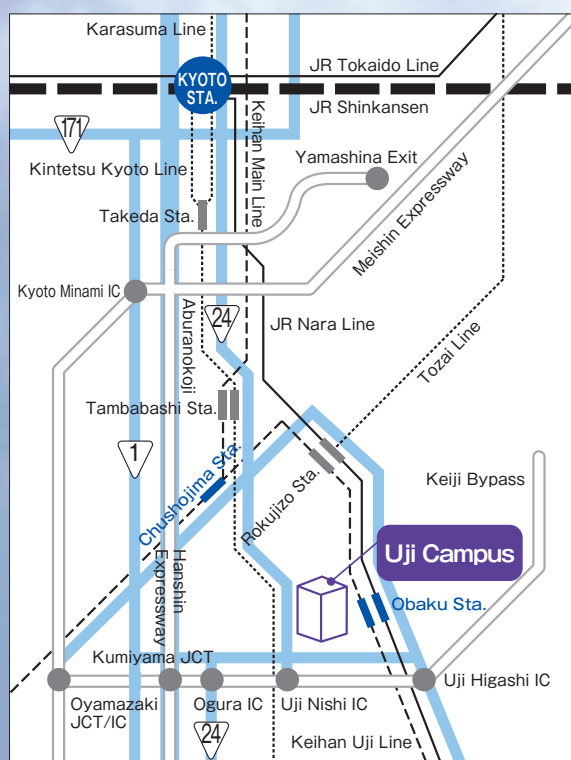 Karasuma Line
KYOTO
STA.
JR Tokaido Line
JR Shinkansen
171
Keihan Main Line
Kintetsu Kyoto Line
Yamashina Exit
Takeda Sta.
Meishin Expressway
Kyoto Minami IC
Aburanokoji
24
JR Nara Line
Tozai Line
Tambabashi Sta.
1
Chushojima Sta.
Rokujizo Sta.
Keiji Bypass
Hanshin
Expressway
Uji Campus
Obaku Sta.
Kumiyama JCT
Oyamazaki
JCT/IC
Ogura IC
Uji Nishi IC
Uji Higashi IC
24
Keihan Uji Line